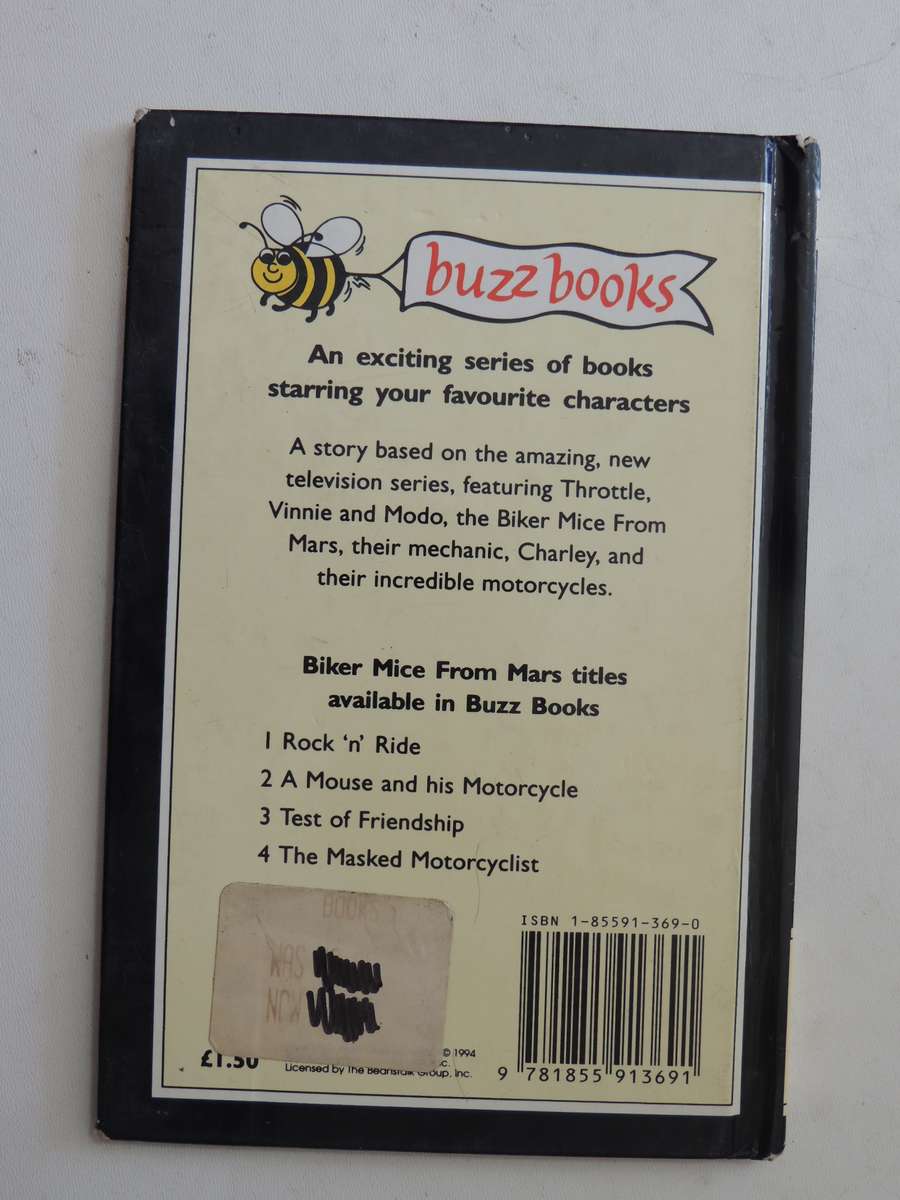 buzz books
An exciting series of books
starring your favourite characters
A story based on the amazing, new
television series, featuring Throttle,
Vinnie and Modo, the Biker Mice From
Mars, their mechanic, Charley, and
their incredible motorcycles.
Biker Mice From Mars titles
available in Buzz Books
1 Rock ‘n’ Ride
2 A Mouse and his Motorcycle
3 Test of Friendship
4 The Masked Motorcyclist
BOOKS
WAS
NOW
ISBN 1-85591-369-0
£1.50
© 1994
Licensed by The Beanstalk Group, Inc.
9 781855 913691